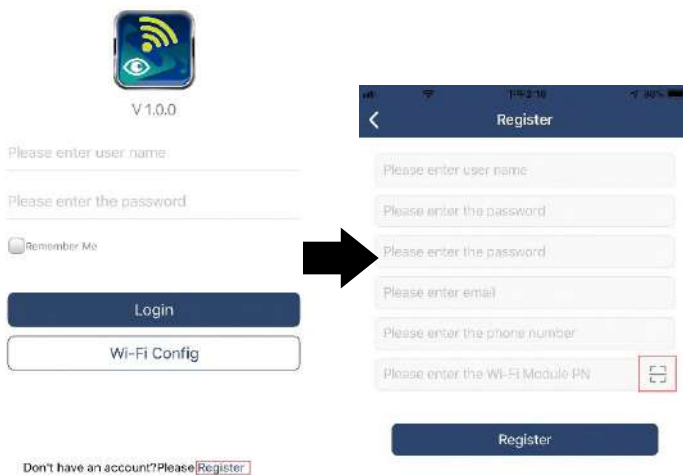 V 1.0.0
Please enter user name
Please enter the password
Remember Me
Login
Wi-Fi Config
Don't have an account?Please Register
Register
Please enter user name
Please enter the password
Please enter the password
Please enter email
Please enter the phone number
Please enter the Wi-Fi Module PN
Register